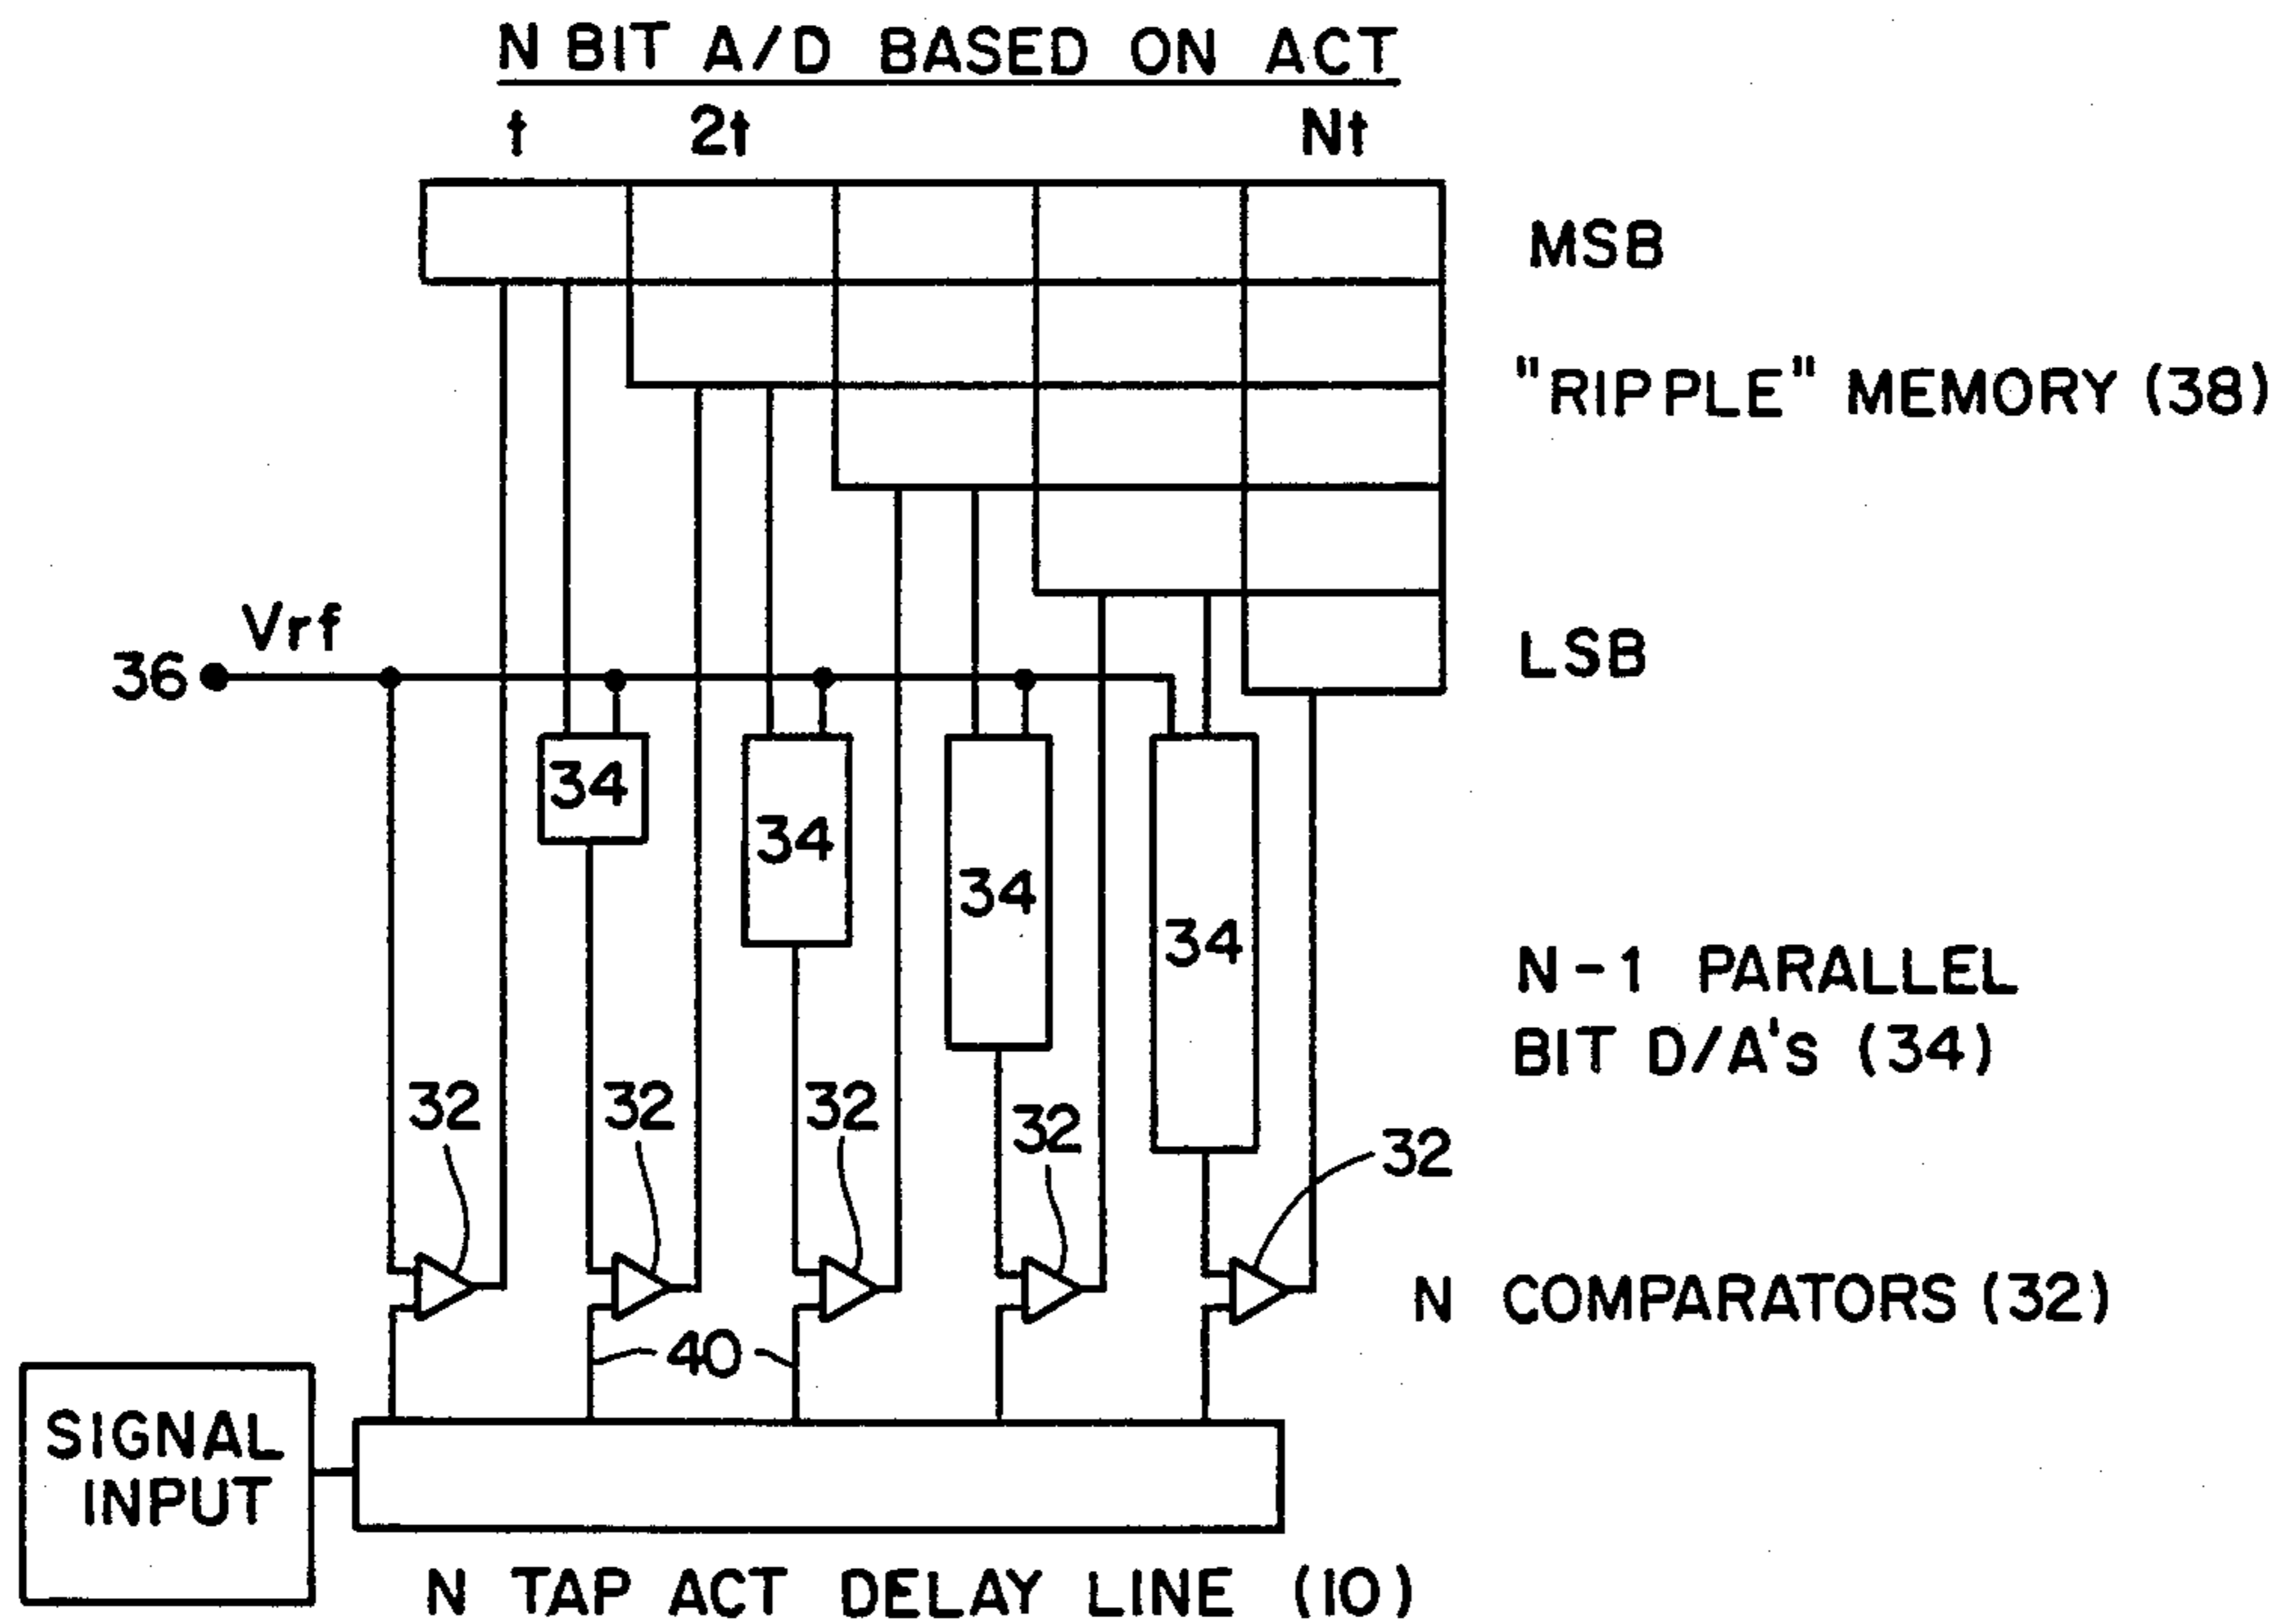 N BIT A/D BASED ON ACT
t 2t Nt
MSB
"RIPPLE" MEMORY (38)
Vrf
36
LSB
34
34
34
34
N-1 PARALLEL
BIT D/A's (34)
32 32 32 32 32
N COMPARATORS (32)
40
SIGNAL
INPUT
N TAP ACT DELAY LINE (10)